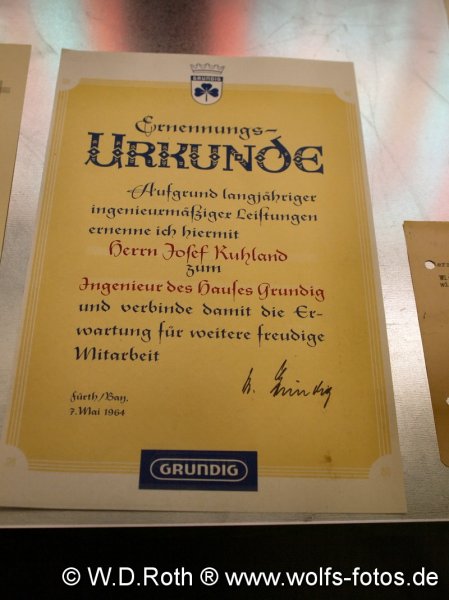 GRUNDIG
Ernennungs-
URKUNDE
Aufgrund langjähriger
ingenieurmäßiger Leistungen
ernenne ich hiermit
Herrn Josef Ruhland
zum
Ingenieur des Hauses Grundig
und verbinde damit die Er-
wartung für weitere freudige
Mitarbeit
Fürth/Bay,
7. Mai 1964
GRUNDIG
© W.D.Roth ® www.wolfs-fotos.de